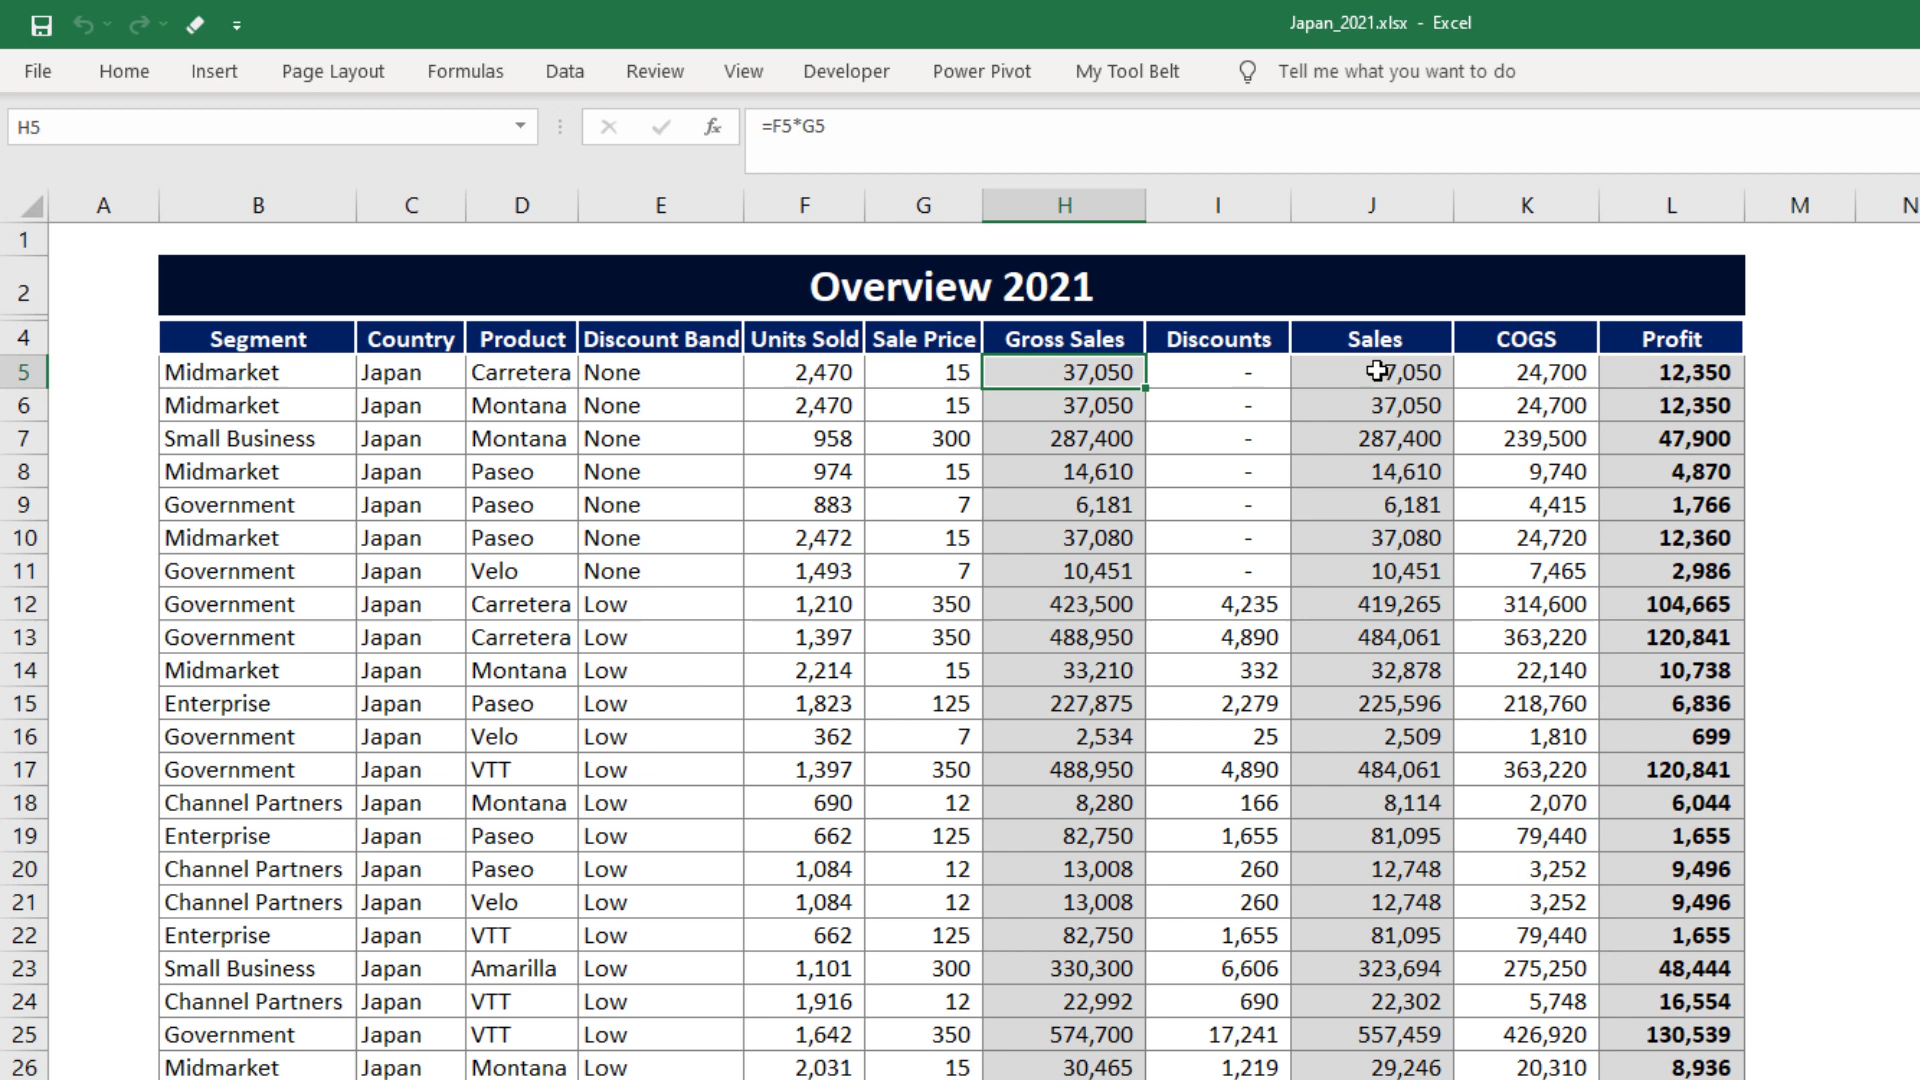 Japan_2021.xlsx - Excel
File Home Insert Page Layout Formulas Data Review View Developer Power Pivot My Tool Belt Tell me what you want to do
H5 fx =F5*G5
A B C D E F G H I J K L M N
1
2 Overview 2021
4 Segment Country Product Discount Band Units Sold Sale Price Gross Sales Discounts Sales COGS Profit
5 Midmarket Japan Carretera None 2,470 15 37,050 - 7,050 24,700 12,350
6 Midmarket Japan Montana None 2,470 15 37,050 - 37,050 24,700 12,350
7 Small Business Japan Montana None 958 300 287,400 - 287,400 239,500 47,900
8 Midmarket Japan Paseo None 974 15 14,610 - 14,610 9,740 4,870
9 Government Japan Paseo None 883 7 6,181 - 6,181 4,415 1,766
10 Midmarket Japan Paseo None 2,472 15 37,080 - 37,080 24,720 12,360
11 Government Japan Velo None 1,493 7 10,451 - 10,451 7,465 2,986
12 Government Japan Carretera Low 1,210 350 423,500 4,235 419,265 314,600 104,665
13 Government Japan Carretera Low 1,397 350 488,950 4,890 484,061 363,220 120,841
14 Midmarket Japan Montana Low 2,214 15 33,210 332 32,878 22,140 10,738
15 Enterprise Japan Paseo Low 1,823 125 227,875 2,279 225,596 218,760 6,836
16 Government Japan Velo Low 362 7 2,534 25 2,509 1,810 699
17 Government Japan VTT Low 1,397 350 488,950 4,890 484,061 363,220 120,841
18 Channel Partners Japan Montana Low 690 12 8,280 166 8,114 2,070 6,044
19 Enterprise Japan Paseo Low 662 125 82,750 1,655 81,095 79,440 1,655
20 Channel Partners Japan Paseo Low 1,084 12 13,008 260 12,748 3,252 9,496
21 Channel Partners Japan Velo Low 1,084 12 13,008 260 12,748 3,252 9,496
22 Enterprise Japan VTT Low 662 125 82,750 1,655 81,095 79,440 1,655
23 Small Business Japan Amarilla Low 1,101 300 330,300 6,606 323,694 275,250 48,444
24 Channel Partners Japan VTT Low 1,916 12 22,992 690 22,302 5,748 16,554
25 Government Japan VTT Low 1,642 350 574,700 17,241 557,459 426,920 130,539
26 Midmarket Japan Montana Low 2,031 15 30,465 1,219 29,246 20,310 8,936